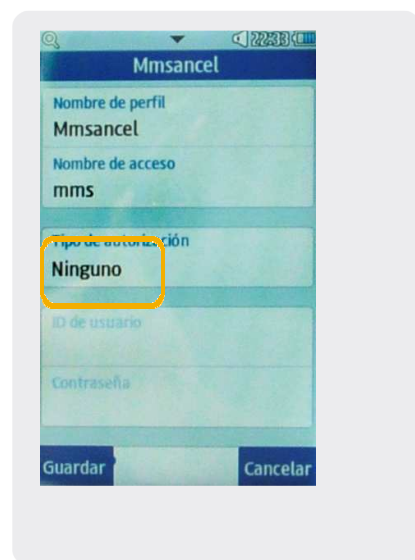 22:33
Mmsancel
Nombre de perfil
Mmsancel
Nombre de acceso
mms
Tipo de autorización
Ninguno
ID de usuario
Contraseña
Guardar
Cancelar